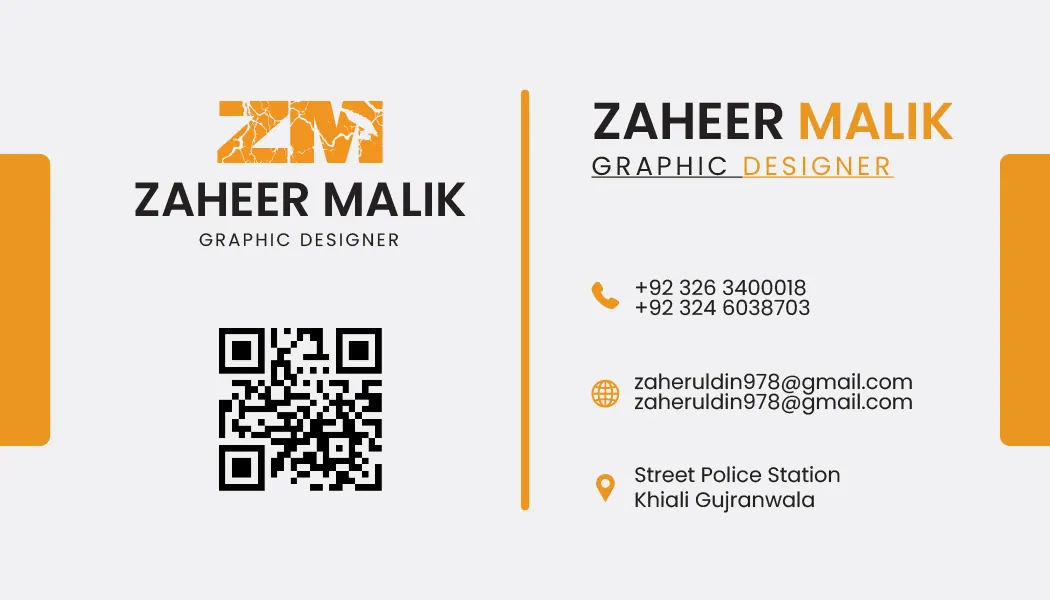 ZM
ZAHEER MALIK
GRAPHIC DESIGNER
ZAHEER MALIK
GRAPHIC DESIGNER
+92 326 3400018
+92 324 6038703
zaheruldin978@gmail.com
zaheruldin978@gmail.com
Street Police Station
Khiali Gujranwala